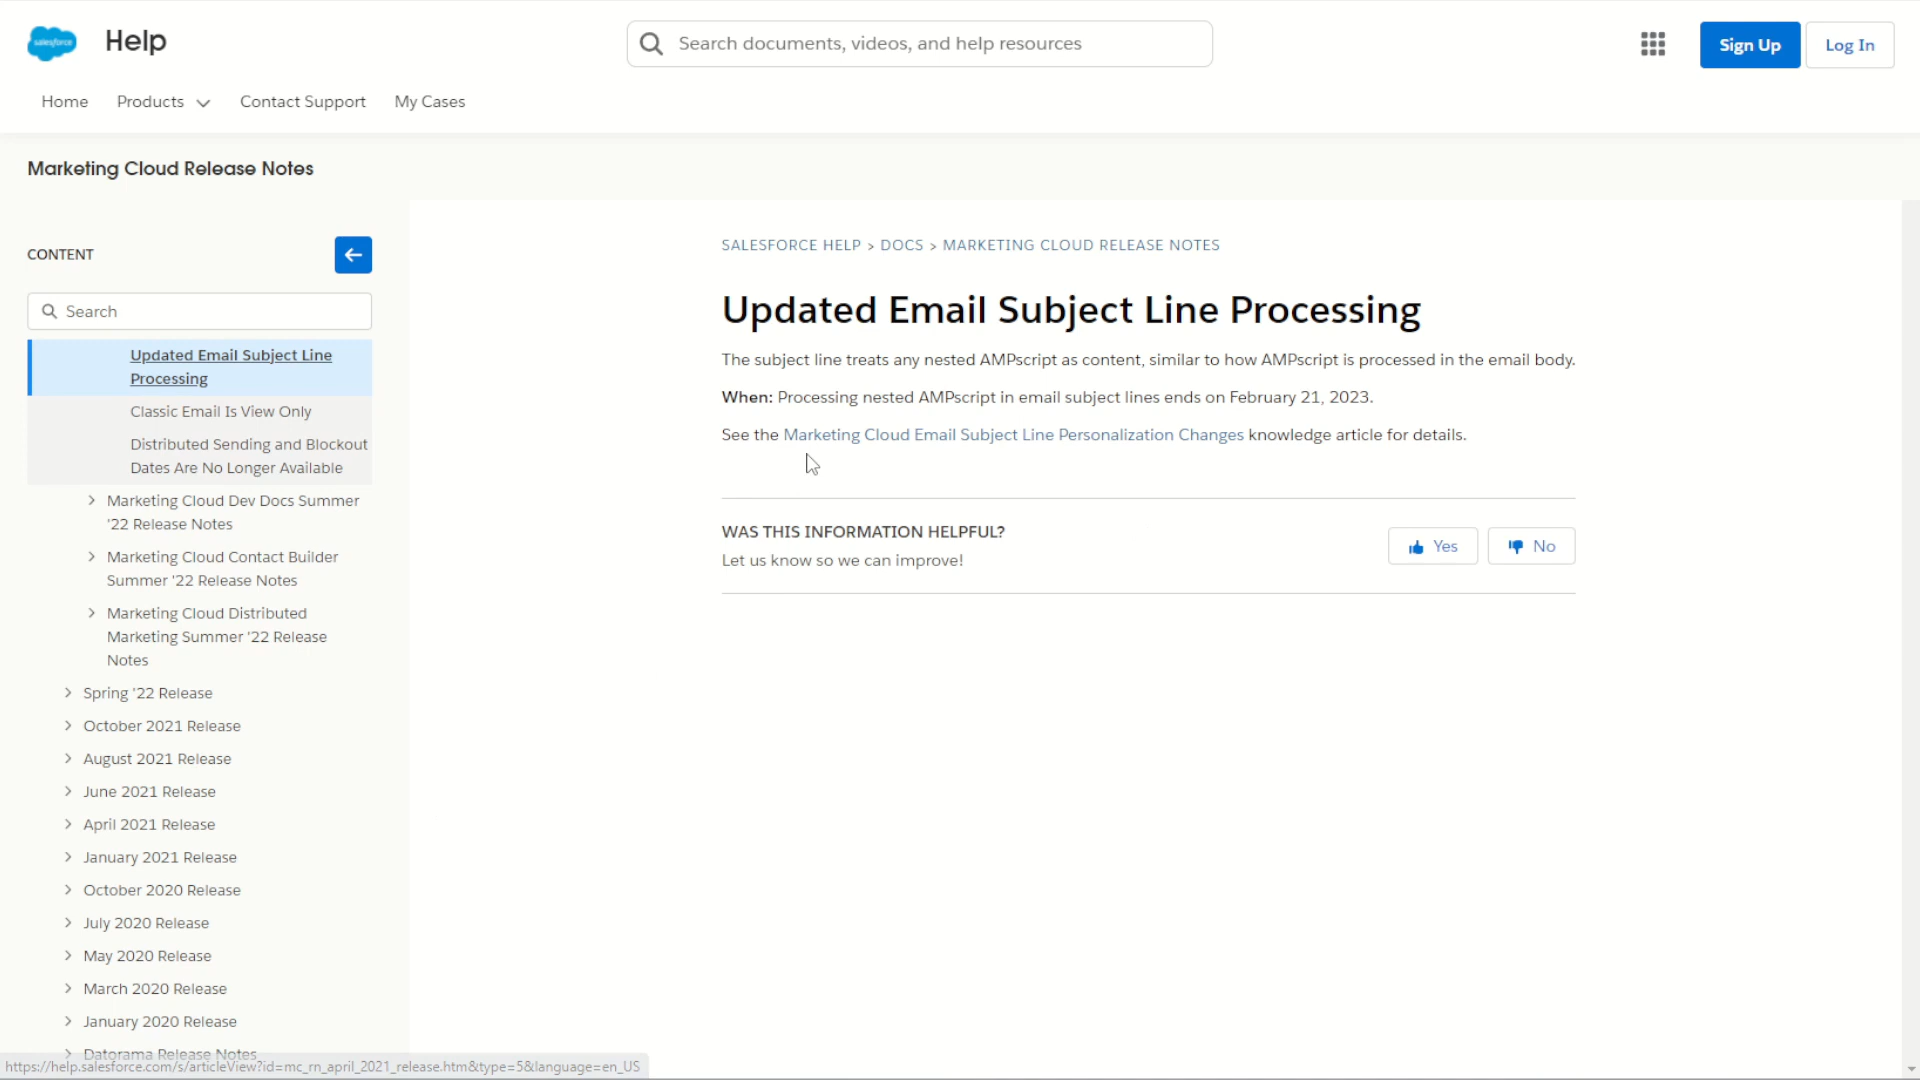 salesforce
Help
Search documents, videos, and help resources
Sign Up
Log In
Home
Products
Contact Support
My Cases
Marketing Cloud Release Notes
CONTENT
Search
Updated Email Subject Line
Processing
Classic Email Is View Only
Distributed Sending and Blockout
Dates Are No Longer Available
Marketing Cloud Dev Docs Summer
'22 Release Notes
Marketing Cloud Contact Builder
Summer '22 Release Notes
Marketing Cloud Distributed
Marketing Summer '22 Release
Notes
Spring '22 Release
October 2021 Release
August 2021 Release
June 2021 Release
April 2021 Release
January 2021 Release
October 2020 Release
July 2020 Release
May 2020 Release
March 2020 Release
January 2020 Release
Datorama Release Notes
https://help.salesforce.com/s/articleView?id=mc_rn_april_2021_release.htm&type=5&language=en_US
SALESFORCE HELP > DOCS > MARKETING CLOUD RELEASE NOTES
Updated Email Subject Line Processing
The subject line treats any nested AMPscript as content, similar to how AMPscript is processed in the email body.
When: Processing nested AMPscript in email subject lines ends on February 21, 2023.
See the Marketing Cloud Email Subject Line Personalization Changes knowledge article for details.
WAS THIS INFORMATION HELPFUL?
Let us know so we can improve!
Yes
No